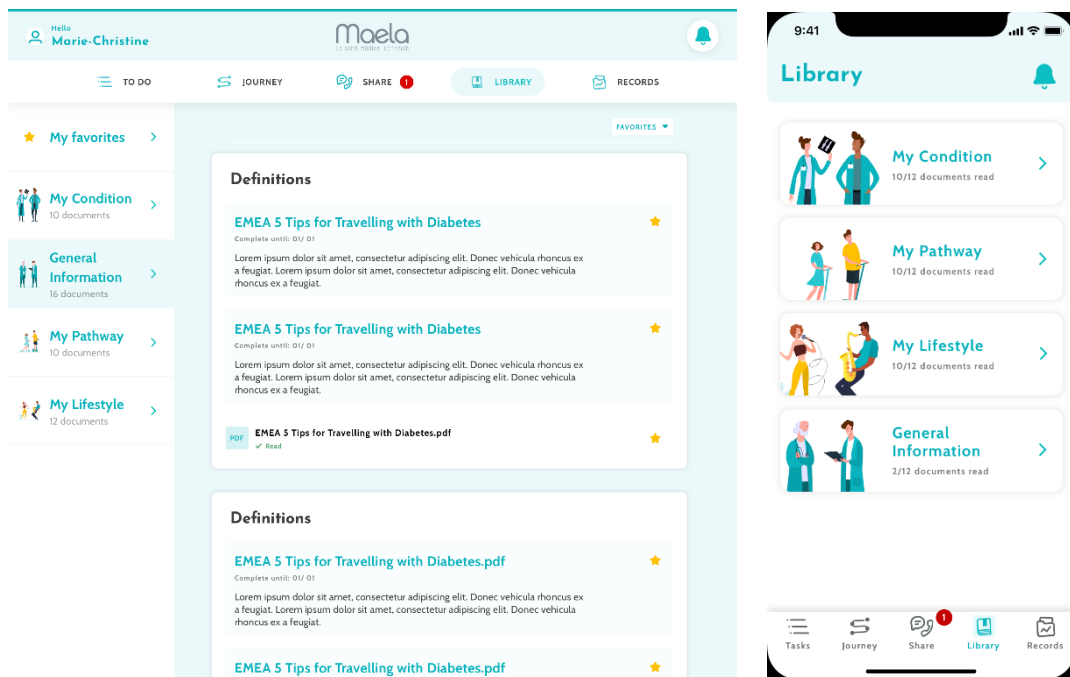 Hello
Marie-Christine
Maela
Le suivi médical connecté
TO DO
JOURNEY
SHARE 1
LIBRARY
RECORDS
My favorites
My Condition
10 documents
General
Information
16 documents
My Pathway
10 documents
My Lifestyle
12 documents
FAVORITES
Definitions
EMEA 5 Tips for Travelling with Diabetes
Complete until: 01/ 01
Lorem ipsum dolor sit amet, consectetur adipiscing elit. Donec vehicula rhoncus ex
a feugiat. Lorem ipsum dolor sit amet, consectetur adipiscing elit. Donec vehicula
rhoncus ex a feugiat.
EMEA 5 Tips for Travelling with Diabetes
Complete until: 01/ 01
Lorem ipsum dolor sit amet, consectetur adipiscing elit. Donec vehicula rhoncus ex
a feugiat. Lorem ipsum dolor sit amet, consectetur adipiscing elit. Donec vehicula
rhoncus ex a feugiat.
PDF
EMEA 5 Tips for Travelling with Diabetes.pdf
Read
Definitions
EMEA 5 Tips for Travelling with Diabetes.pdf
Complete until: 01/ 01
Lorem ipsum dolor sit amet, consectetur adipiscing elit. Donec vehicula rhoncus ex
a feugiat. Lorem ipsum dolor sit amet, consectetur adipiscing elit. Donec vehicula
rhoncus ex a feugiat.
EMEA 5 Tips for Travelling with Diabetes.pdf
9:41
Library
My Condition
10/12 documents read
My Pathway
10/12 documents read
My Lifestyle
10/12 documents read
General
Information
2/12 documents read
1
Tasks
Journey
Share
Library
Records